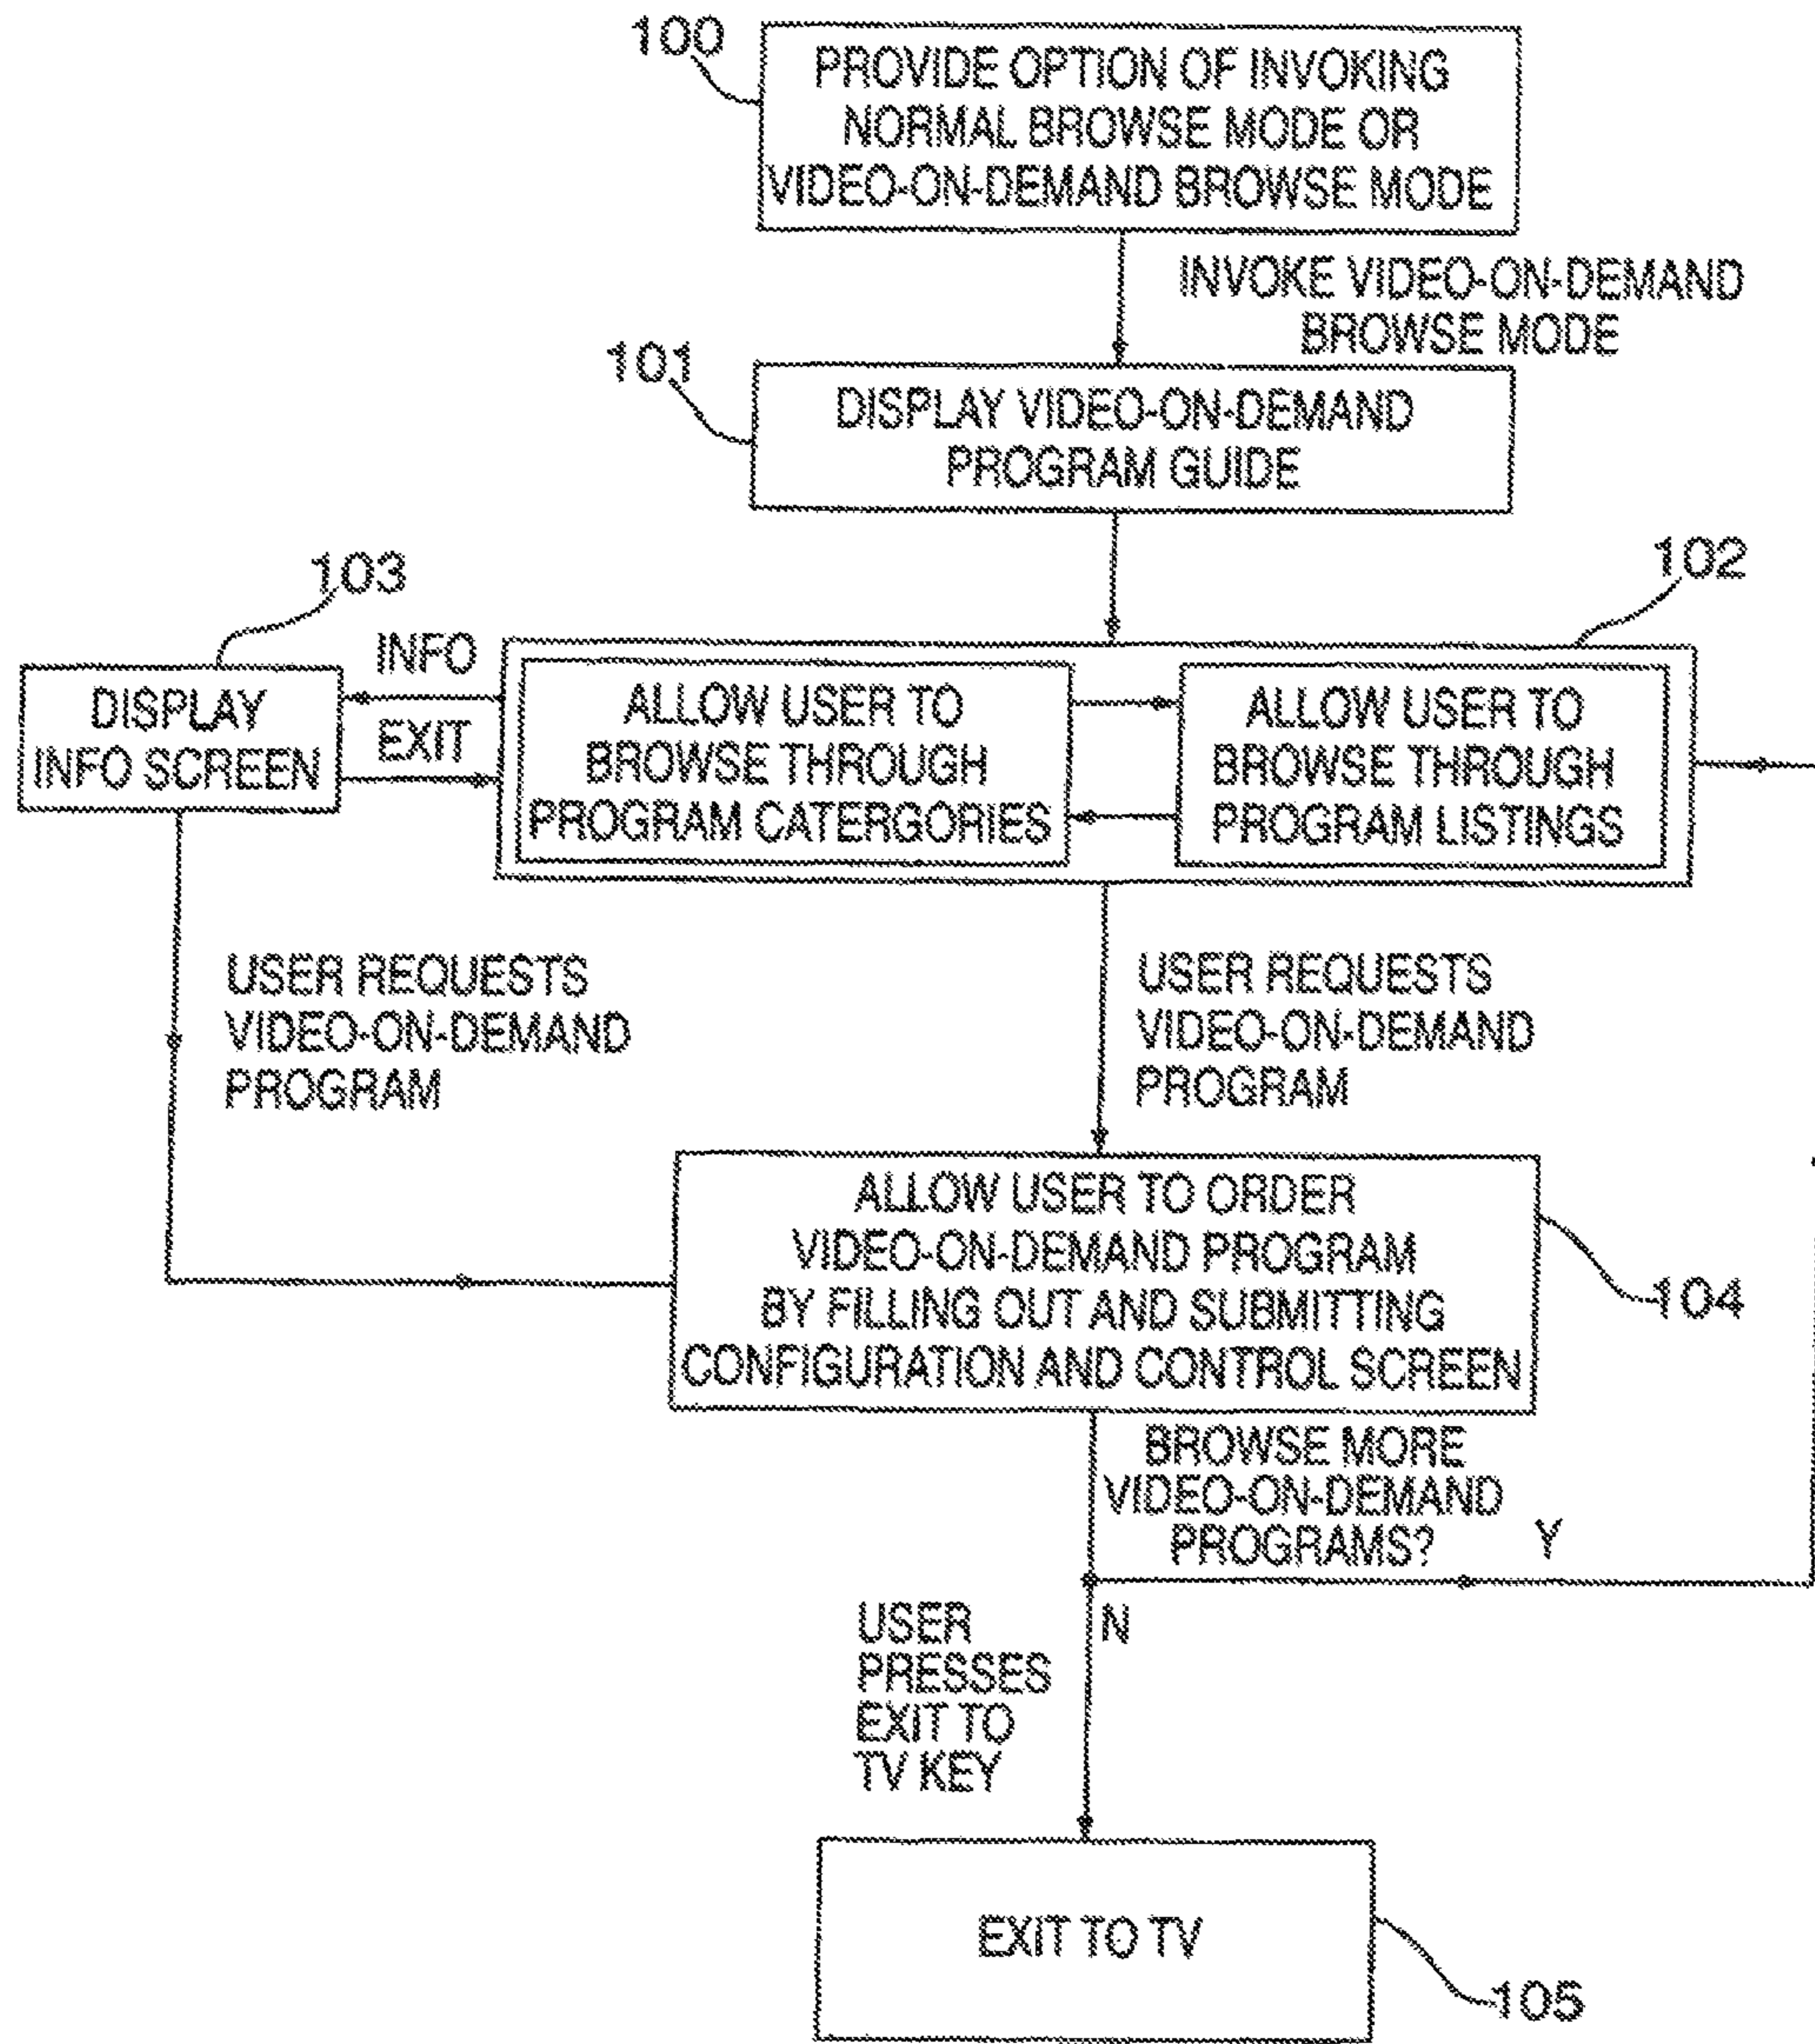 100
PROVIDE OPTION OF INVOKING
NORMAL BROWSE MODE OR
VIDEO-ON-DEMAND BROWSE MODE
INVOKE VIDEO-ON-DEMAND
BROWSE MODE
101
DISPLAY VIDEO-ON-DEMAND
PROGRAM GUIDE
102
103
INFO
EXIT
DISPLAY
INFO SCREEN
ALLOW USER TO
BROWSE THROUGH
PROGRAM CATERGORIES
ALLOW USER TO
BROWSE THROUGH
PROGRAM LISTINGS
USER REQUESTS
VIDEO-ON-DEMAND
PROGRAM
USER REQUESTS
VIDEO-ON-DEMAND
PROGRAM
ALLOW USER TO ORDER
VIDEO-ON-DEMAND PROGRAM
BY FILLING OUT AND SUBMITTING
CONFIGURATION AND CONTROL SCREEN
104
BROWSE MORE
VIDEO-ON-DEMAND
PROGRAMS?
Y
N
USER
PRESSES
EXIT TO
TV KEY
EXIT TO TV
105